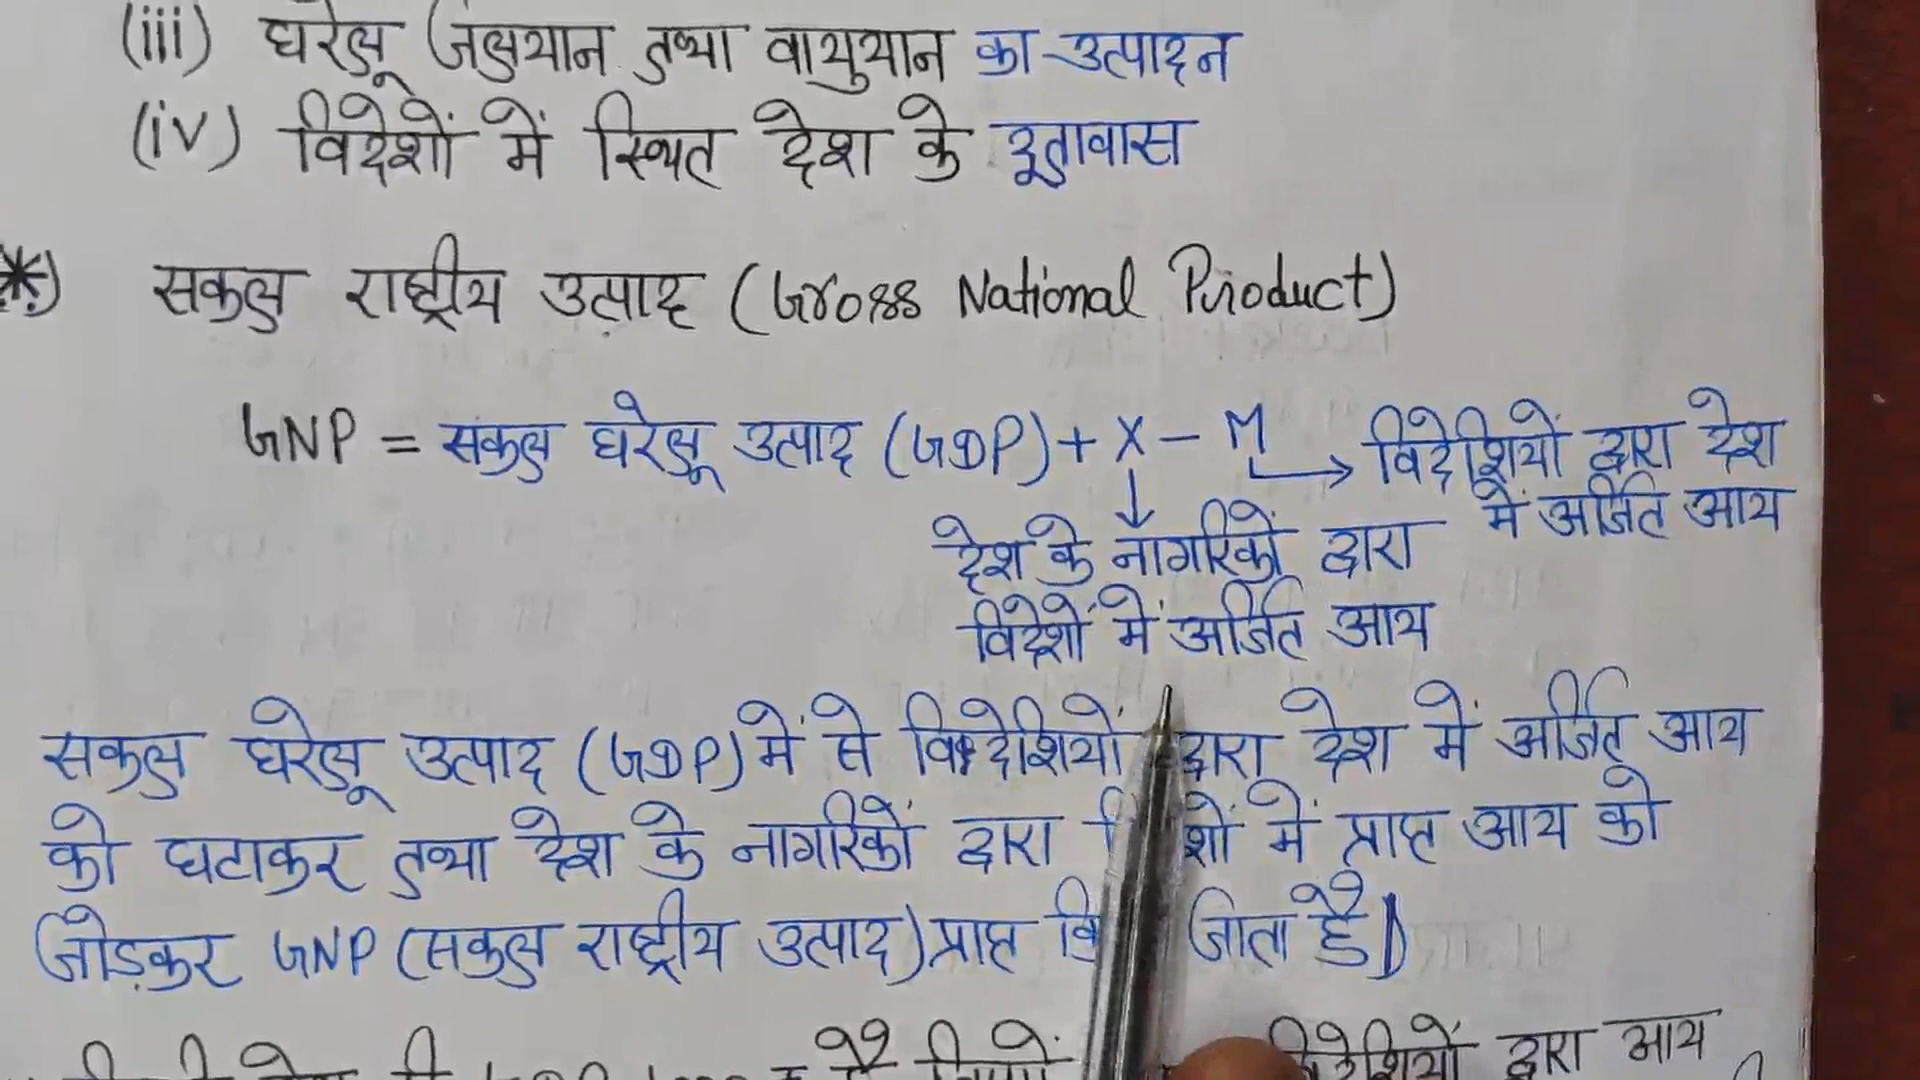 (iii) घरेलू जलयान तथा वायुयान का उत्पादन
(iv) विदेशों में स्थित देश के दूतावास
*) सकल राष्ट्रीय उत्पाद (Gross National Product)
GNP = सकल घरेलू उत्पाद (GDP) + X - M → विदेशियों द्वारा देश
में अर्जित आय
↓
देश के नागरिकों द्वारा
विदेशों में अर्जित आय
सकल घरेलू उत्पाद (GDP) में से विदेशियों द्वारा देश में अर्जित आय
को घटाकर तथा देश के नागरिकों द्वारा शों में प्राप्त आय को
जोड़कर GNP (सकल राष्ट्रीय उत्पाद) प्राप्त कि जाता है।
द्वारा आय